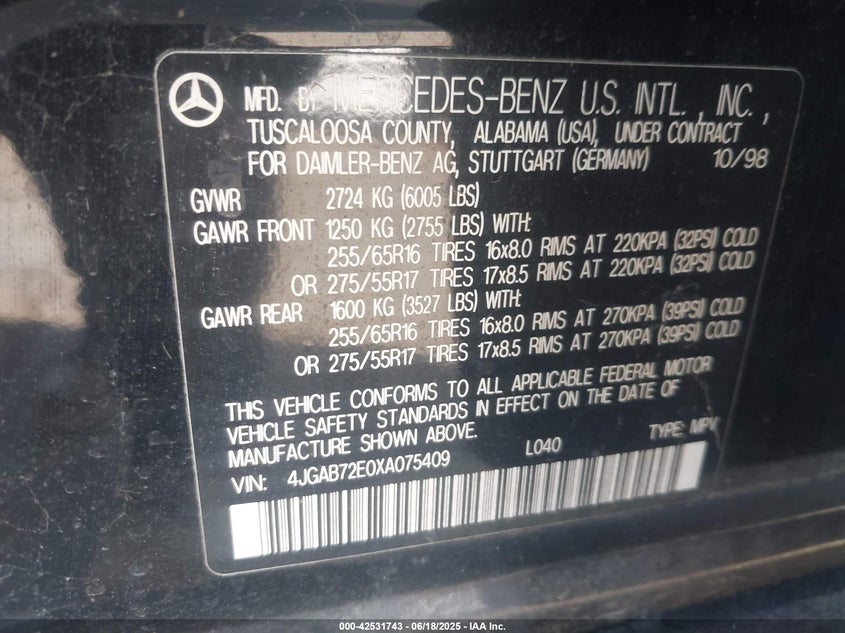 MFD. BY MERCEDES-BENZ U.S. INTL., INC.,
TUSCALOOSA COUNTY, ALABAMA (USA), UNDER CONTRACT
FOR DAIMLER-BENZ AG, STUTTGART (GERMANY) 10/98
GVWR 2724 KG (6005 LBS)
GAWR FRONT 1250 KG (2755 LBS) WITH:
255/65R16 TIRES 16x8.0 RIMS AT 220KPA (32PSI) COLD
OR 275/55R17 TIRES 17x8.5 RIMS AT 220KPA (32PSI) COLD
GAWR REAR 1600 KG (3527 LBS) WITH:
255/65R16 TIRES 16x8.0 RIMS AT 270KPA (39PSI) COLD
OR 275/55R17 TIRES 17x8.5 RIMS AT 270KPA (39PSI) COLD
THIS VEHICLE CONFORMS TO ALL APPLICABLE FEDERAL MOTOR
VEHICLE SAFETY STANDARDS IN EFFECT ON THE DATE OF
MANUFACTURE SHOWN ABOVE.
VIN: 4JGAB72E0XA075409 L040 TYPE: MPV
000-42531743 - 06/18/2025 - IAA Inc.